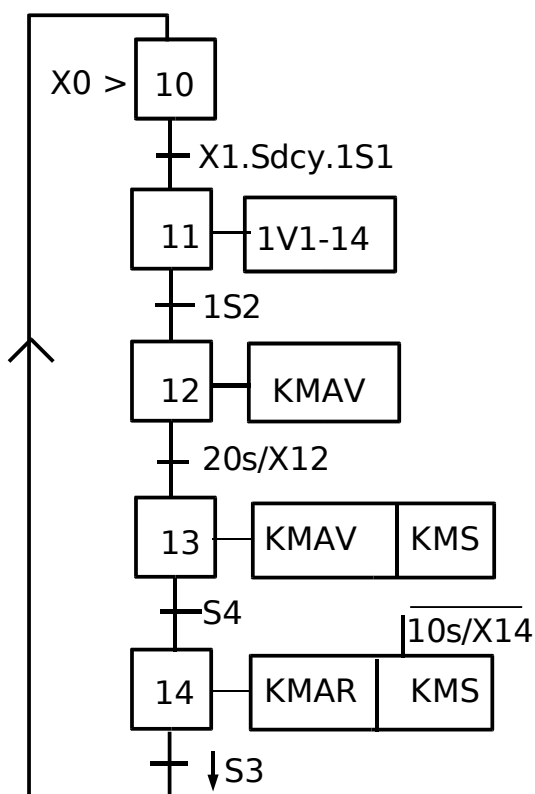 X0 > 10
X1.Sdcy.1S1
11 1V1-14
1S2
12 KMAV
20s/X12
13 KMAV KMS
S4
10s/X14
14 KMAR KMS
S3